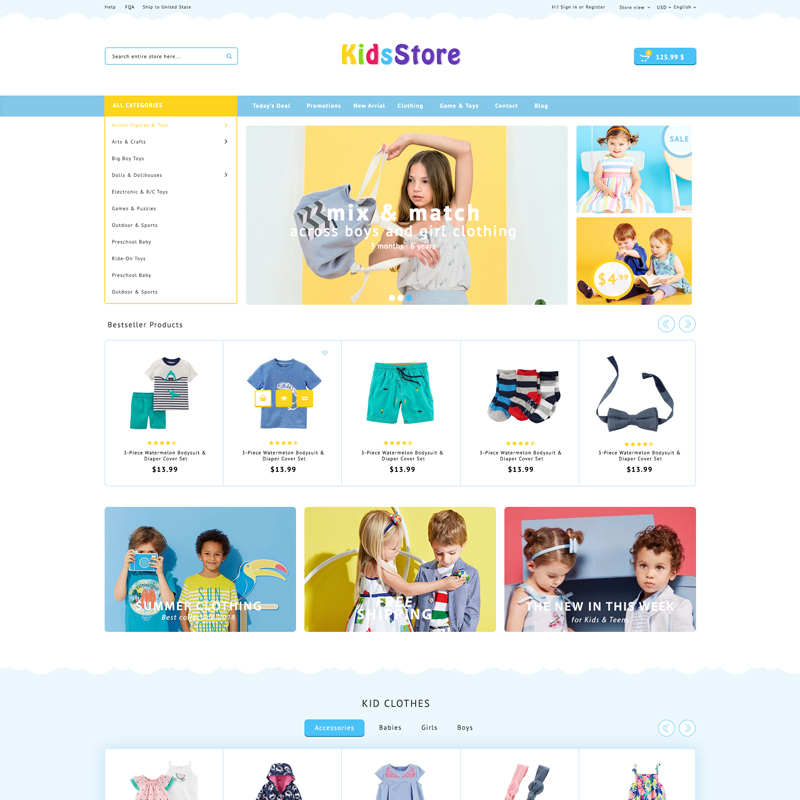 Help FQA Ship to United State
Hi! Sign in or Register Store view USD English
Search entire store here...
KidsStore
125.99 $
ALL CATEGORIES
Today's Deal Promotions New Arrial Clothing Game & Toys Contact Blog
Action Figures & Toys
Arts & Crafts
Big Boy Toys
Dolls & Dollhouses
Electronic & R/C Toys
Games & Puzzles
Outdoor & Sports
Preschool Baby
Ride-On Toys
Preschool Baby
Outdoor & Sports
mix & match
across boys and girl clothing
3 months - 6 years
SALE
$4.99
Bestseller Products
3-Piece Watermelon Bodysuit &
Diaper Cover Set
$13.99
3-Piece Watermelon Bodysuit &
Diaper Cover Set
$13.99
3-Piece Watermelon Bodysuit &
Diaper Cover Set
$13.99
3-Piece Watermelon Bodysuit &
Diaper Cover Set
$13.99
3-Piece Watermelon Bodysuit &
Diaper Cover Set
$13.99
SUN
SUMMER CLOTHING
FREE
SHIPPING
THE NEW IN THIS WEEK
for Kids & Teens
KID CLOTHES
Accessories Babies Girls Boys